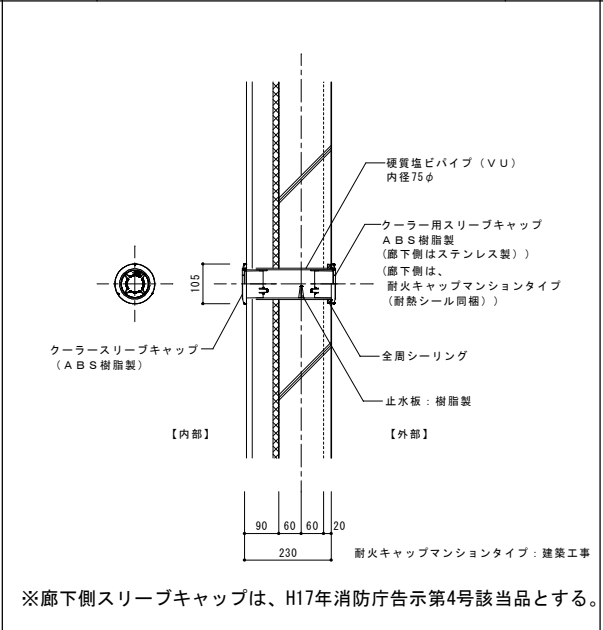 硬質塩ビパイプ（ＶＵ）
内径75φ
クーラー用スリーブキャップ
ＡＢＳ樹脂製
(廊下側はステンレス製））
(廊下側は、
耐火キャップマンションタイプ
（耐熱シール同梱））
105
クーラースリーブキャップ
（ＡＢＳ樹脂製）
全周シーリング
止水板：樹脂製
【内部】
【外部】
90 60 60 20
230
耐火キャップマンションタイプ：建築工事
※廊下側スリーブキャップは、H17年消防庁告示第4号該当品とする。